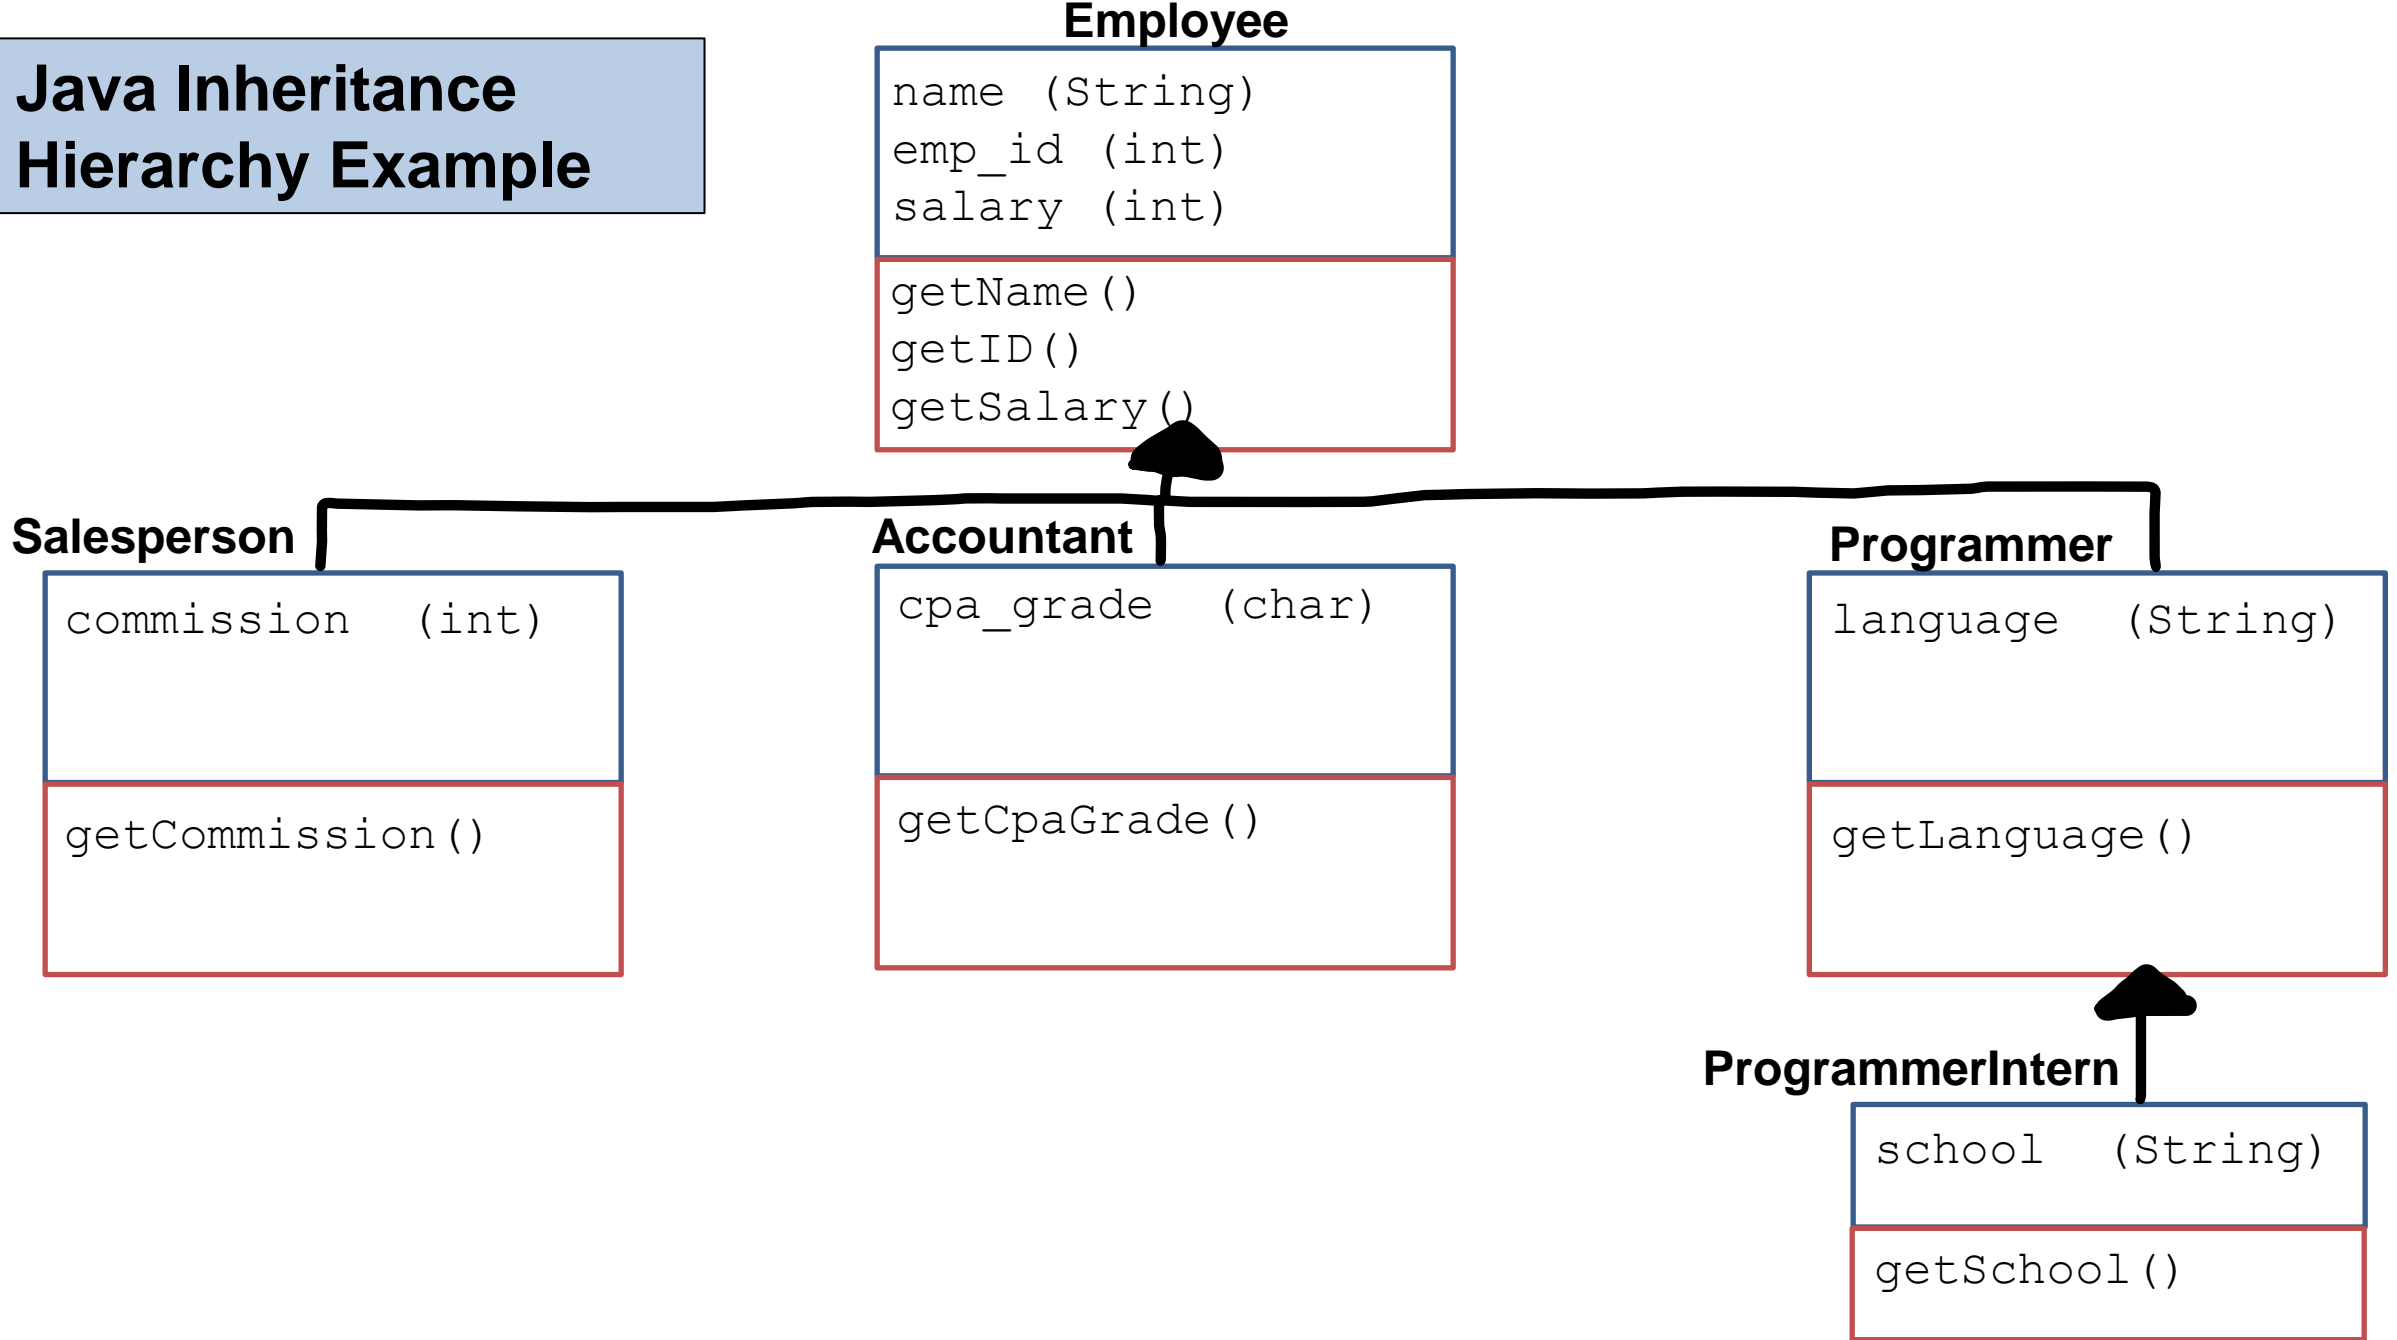 Java Inheritance
Hierarchy Example
Employee
name (String)
emp_id (int)
salary (int)
getName()
getID()
getSalary()
Salesperson
commission (int)
getCommission()
Accountant
cpa_grade (char)
getCpaGrade()
Programmer
language (String)
getLanguage()
ProgrammerIntern
school (String)
getSchool()